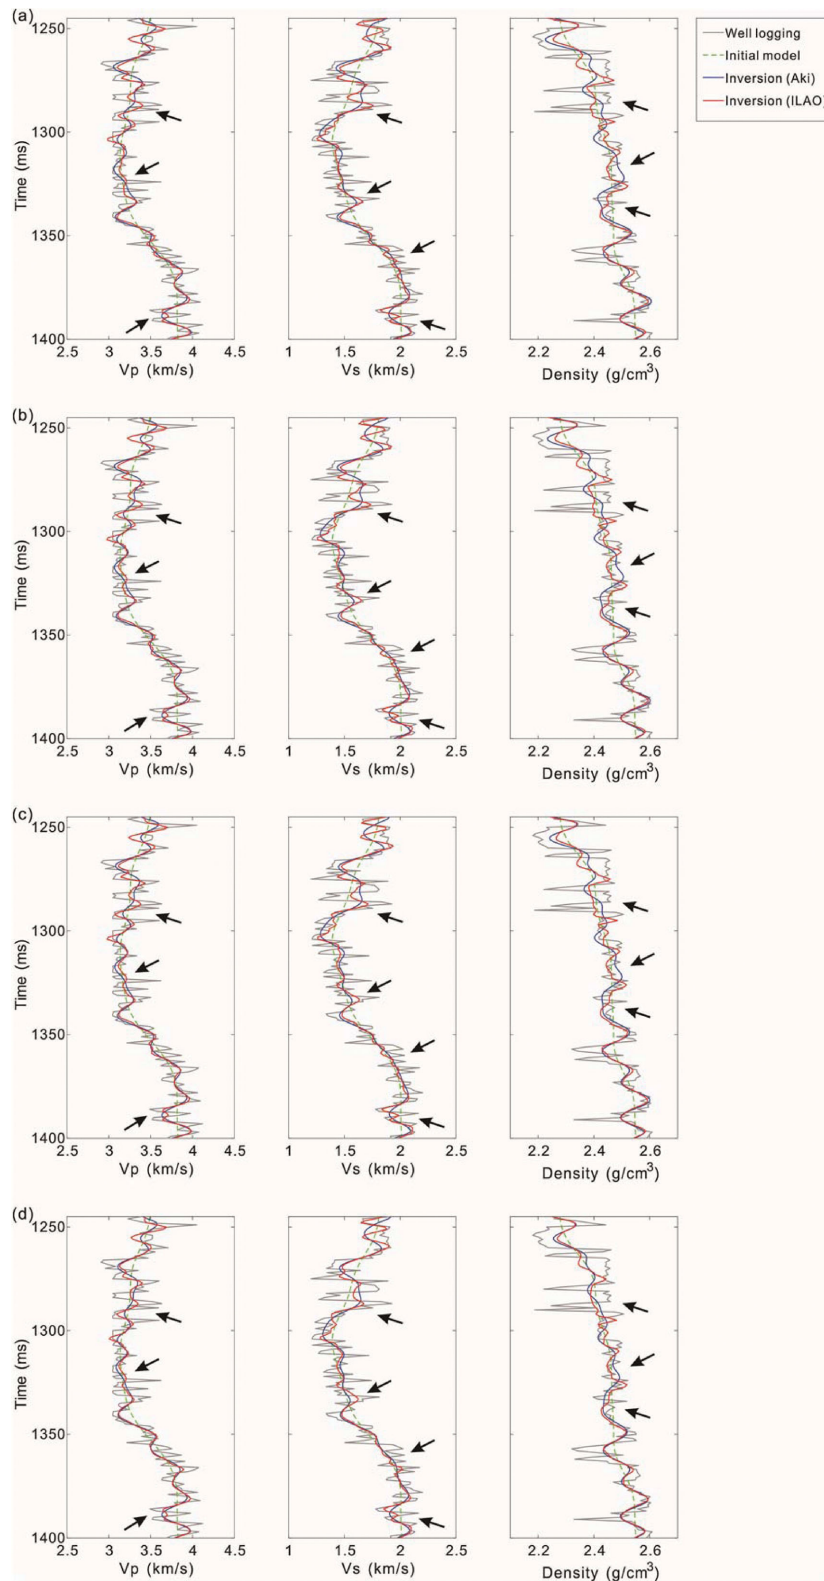 (a)
1250
1300
1350
1400
Time (ms)
2.5 3 3.5 4 4.5
Vp (km/s)
1 1.5 2 2.5
Vs (km/s)
2.2 2.4 2.6
Density (g/cm³)
Well logging
Initial model
Inversion (Aki)
Inversion (ILAO)
(b)
1250
1300
1350
1400
Time (ms)
2.5 3 3.5 4 4.5
Vp (km/s)
1 1.5 2 2.5
Vs (km/s)
2.2 2.4 2.6
Density (g/cm³)
(c)
1250
1300
1350
1400
Time (ms)
2.5 3 3.5 4 4.5
Vp (km/s)
1 1.5 2 2.5
Vs (km/s)
2.2 2.4 2.6
Density (g/cm³)
(d)
1250
1300
1350
1400
Time (ms)
2.5 3 3.5 4 4.5
Vp (km/s)
1 1.5 2 2.5
Vs (km/s)
2.2 2.4 2.6
Density (g/cm³)